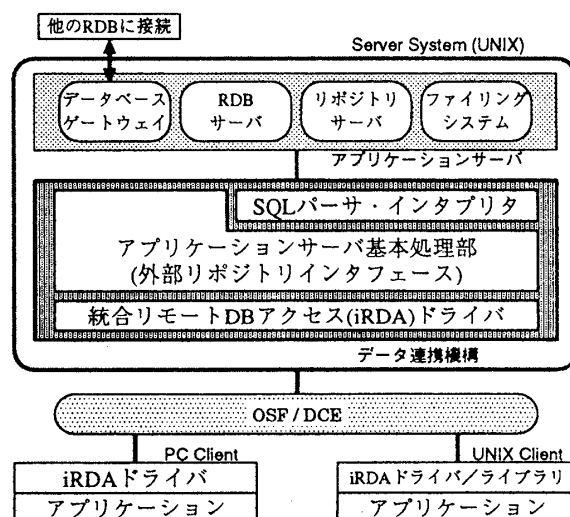 他のRDBに接続
Server System (UNIX)
データベース
ゲートウェイ
RDB
サーバ
リポジトリ
サーバ
ファイリング
システム
アプリケーションサーバ
SQLパーサ・インタプリタ
アプリケーションサーバ基本処理部
(外部リポジトリインタフェース)
統合リモートDBアクセス(iRDA)ドライバ
データ連携機構
OSF / DCE
PC Client
iRDAドライバ
アプリケーション
UNIX Client
iRDAドライバ/ライブラリ
アプリケーション